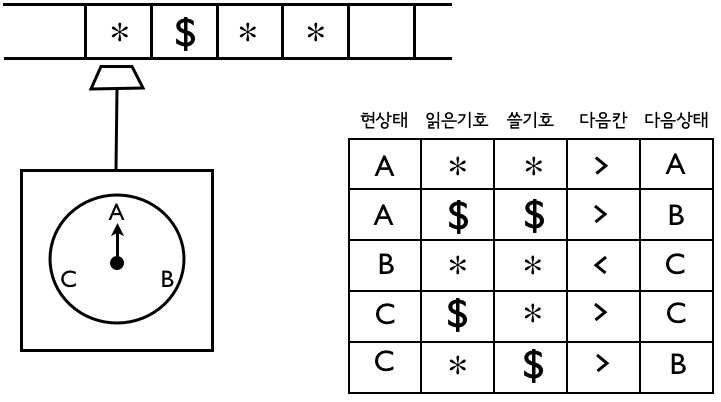 * $ * *
현상태 읽은기호 쓸기호 다음칸 다음상태
A * * > A
A $ $ > B
B * * < C
C $ * > C
C * $ > B
A
C B